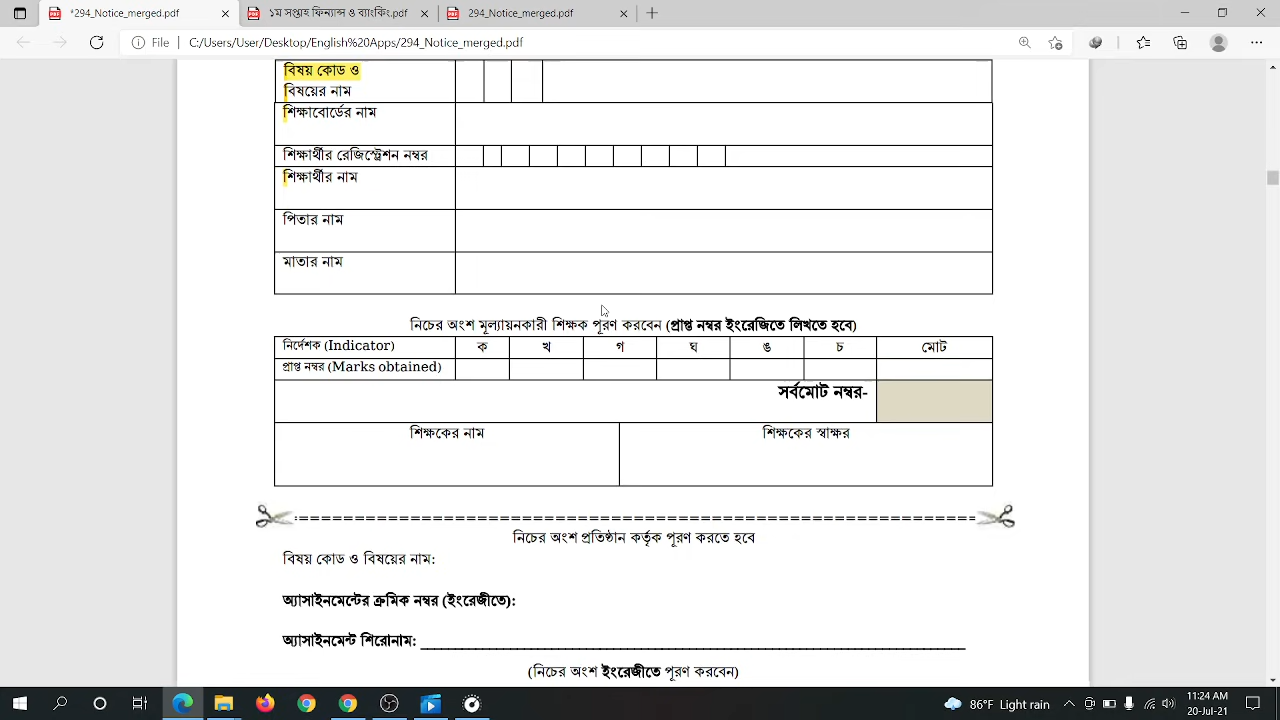 *294_Notice_merged.pdf
১ম সপ্তাহ ফিন্যান্স ও ব্যাংকিং.pdf
294_Notice_merged.pdf
File
C:/Users/User/Desktop/English%20Apps/294_Notice_merged.pdf
বিষয় কোড ও
বিষয়ের নাম
শিক্ষাবোর্ডের নাম
শিক্ষার্থীর রেজিস্ট্রেশন নম্বর
শিক্ষার্থীর নাম
পিতার নাম
মাতার নাম
নিচের অংশ মূল্যায়নকারী শিক্ষক পূরণ করবেন (প্রাপ্ত নম্বর ইংরেজিতে লিখতে হবে)
নির্দেশক (Indicator) ক খ গ ঘ ঙ চ মোট
প্রাপ্ত নম্বর (Marks obtained)
সর্বমোট নম্বর-
শিক্ষকের নাম শিক্ষকের স্বাক্ষর
নিচের অংশ প্রতিষ্ঠান কর্তৃক পূরণ করতে হবে
বিষয় কোড ও বিষয়ের নাম:
অ্যাসাইনমেন্টের ক্রমিক নম্বর (ইংরেজীতে):
অ্যাসাইনমেন্ট শিরোনাম:
(নিচের অংশ ইংরেজীতে পূরণ করবেন)
86°F Light rain
11:24 AM
20-Jul-21